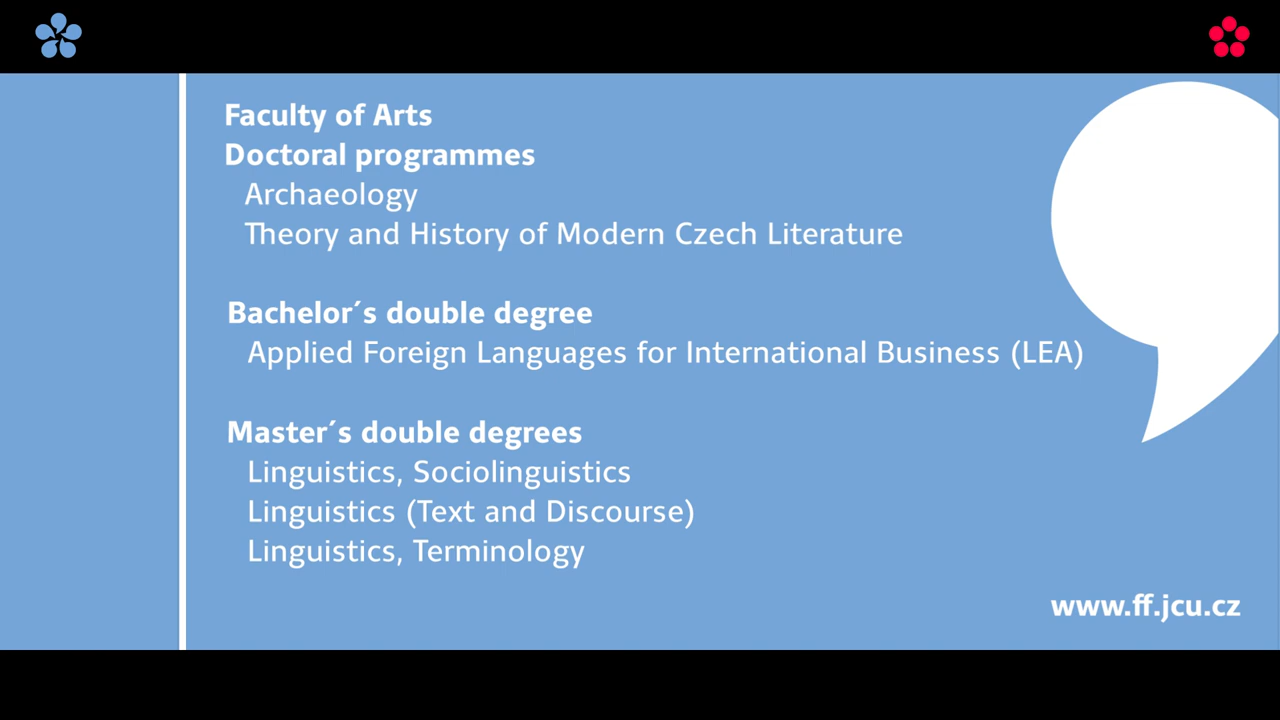 Faculty of Arts
Doctoral programmes
Archaeology
Theory and History of Modern Czech Literature
Bachelor´s double degree
Applied Foreign Languages for International Business (LEA)
Master´s double degrees
Linguistics, Sociolinguistics
Linguistics (Text and Discourse)
Linguistics, Terminology
www.ff.jcu.cz